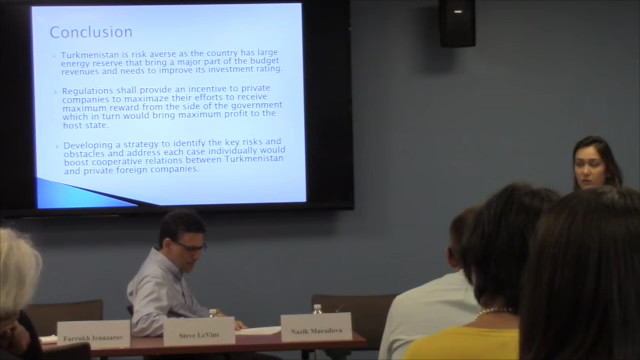 Conclusion
Turkmenistan is risk averse as the country has large
energy reserve that bring a major part of the budget
revenues and needs to improve its investment rating.
Regulations shall provide an incentive to private
companies to maximaze their efforts to receive
maximum reward from the side of the government
which in turn would bring maximum profit to the
host state.
Developing a strategy to identify the key risks and
obstacles and address each case individually would
boost cooperative relations between Turkmenistan
and private foreign companies.
Farrukh Irnazarov
Steve LeVine
Nazik Muradova